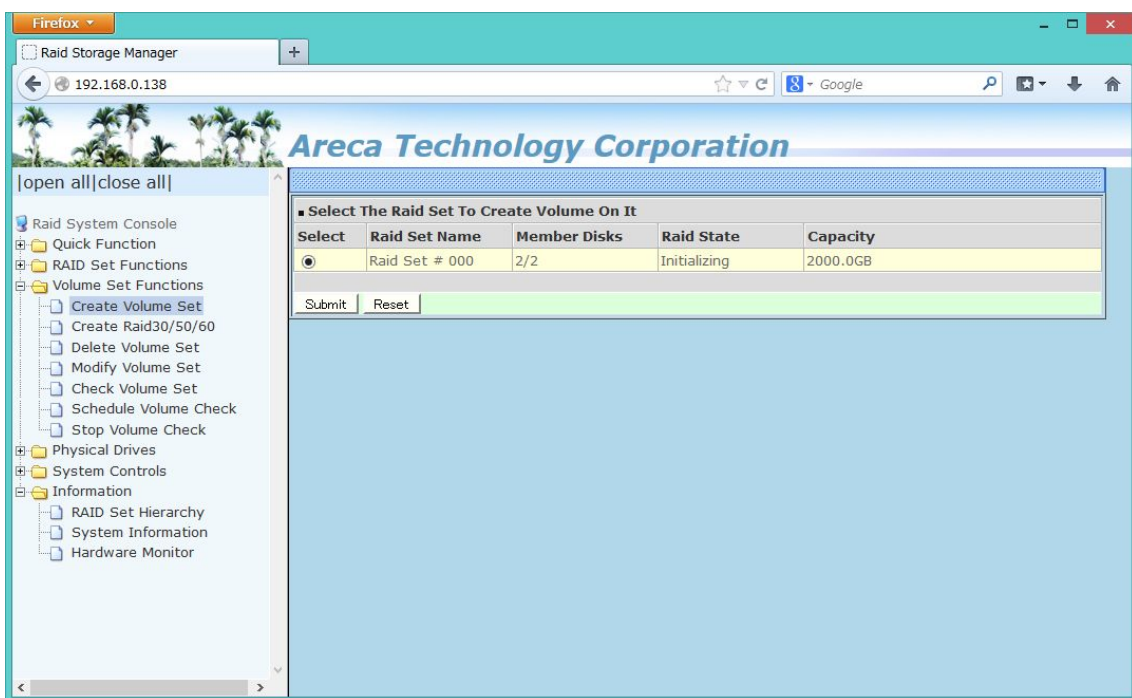 Firefox
Raid Storage Manager
192.168.0.138
Google
Areca Technology Corporation
|open all|close all|
Raid System Console
Quick Function
RAID Set Functions
Volume Set Functions
Create Volume Set
Create Raid30/50/60
Delete Volume Set
Modify Volume Set
Check Volume Set
Schedule Volume Check
Stop Volume Check
Physical Drives
System Controls
Information
RAID Set Hierarchy
System Information
Hardware Monitor
Select The Raid Set To Create Volume On It
Select Raid Set Name Member Disks Raid State Capacity
Raid Set # 000 2/2 Initializing 2000.0GB
Submit Reset